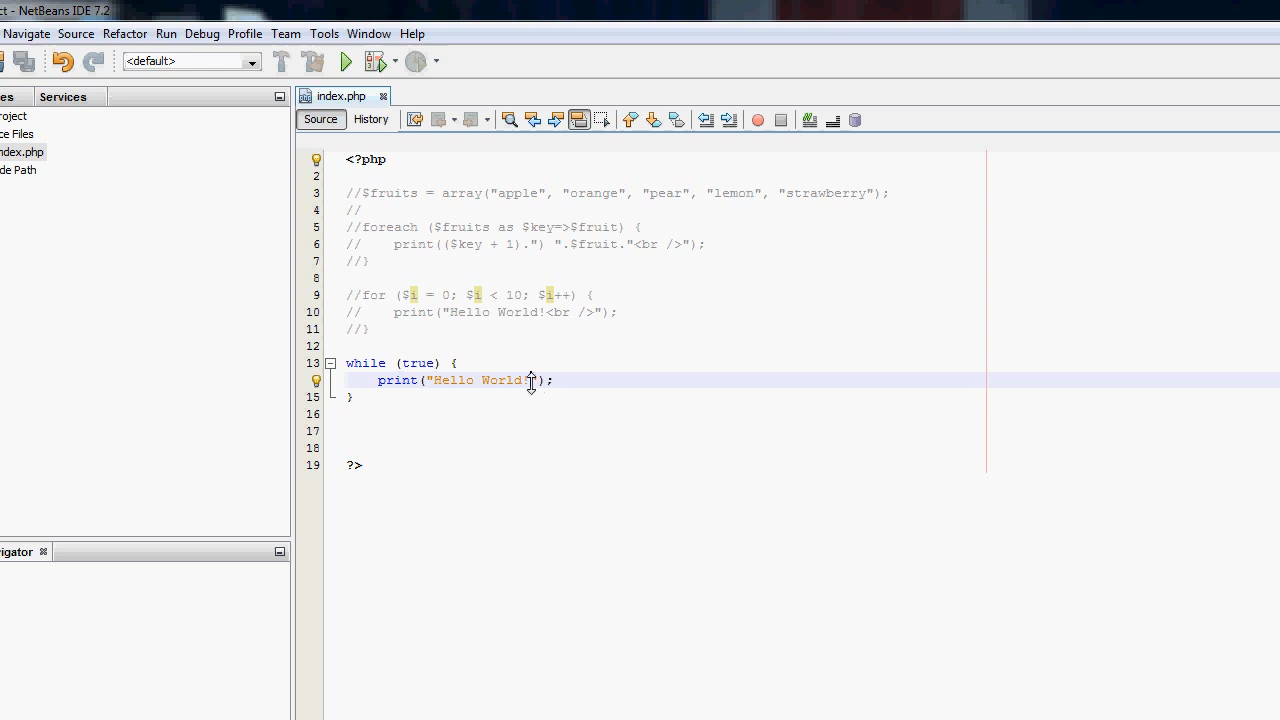 ct - NetBeans IDE 7.2
Navigate Source Refactor Run Debug Profile Team Tools Window Help
<default>
es Services
roject
ce Files
ndex.php
de Path
index.php
Source History
<?php
2
3 //$fruits = array("apple", "orange", "pear", "lemon", "strawberry");
4 //
5 //foreach ($fruits as $key=>$fruit) {
6 //    print(($key + 1).") ".$fruit."<br />");
7 //}
8
9 //for ($i = 0; $i < 10; $i++) {
10 //    print("Hello World!<br />");
11 //}
12
13 while (true) {
    print("Hello World!");
15 }
16
17
18
19 ?>
igator